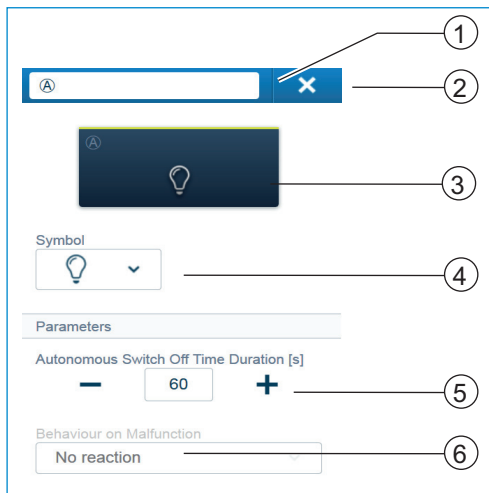 1
Ⓐ
2
Ⓐ
3
Symbol
4
Parameters
Autonomous Switch Off Time Duration [s]
60
5
Behaviour on Malfunction
No reaction
6